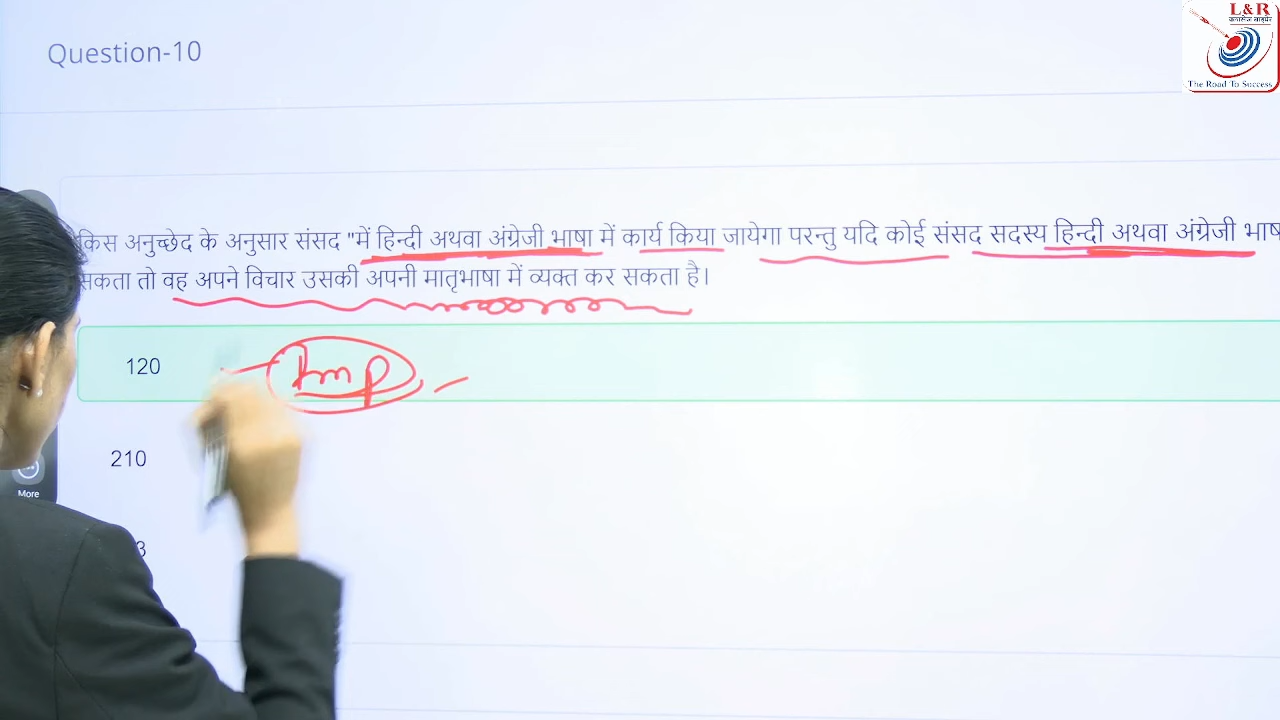 L&R
The Road To Success
Question-10
किस अनुच्छेद के अनुसार संसद "में हिन्दी अथवा अंग्रेजी भाषा में कार्य किया जायेगा परन्तु यदि कोई संसद सदस्य हिन्दी अथवा अंग्रेजी भाष
सकता तो वह अपने विचार उसकी अपनी मातृभाषा में व्यक्त कर सकता है।
120
Imp
210
More
3